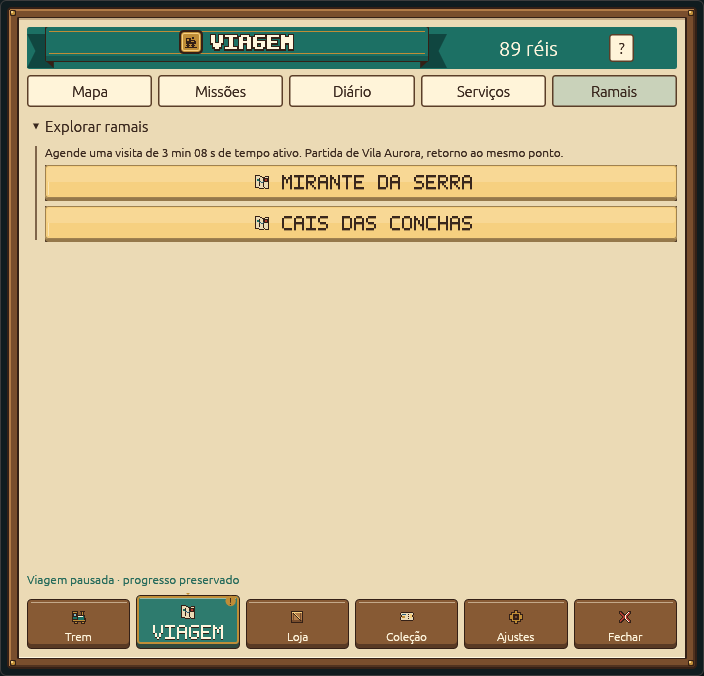 VIAGEM
89 réis
?
Mapa
Missões
Diário
Serviços
Ramais
▼ Explorar ramais
Agende uma visita de 3 min 08 s de tempo ativo. Partida de Vila Aurora, retorno ao mesmo ponto.
MIRANTE DA SERRA
CAIS DAS CONCHAS
Viagem pausada · progresso preservado
!
Trem
VIAGEM
Loja
Coleção
Ajustes
Fechar